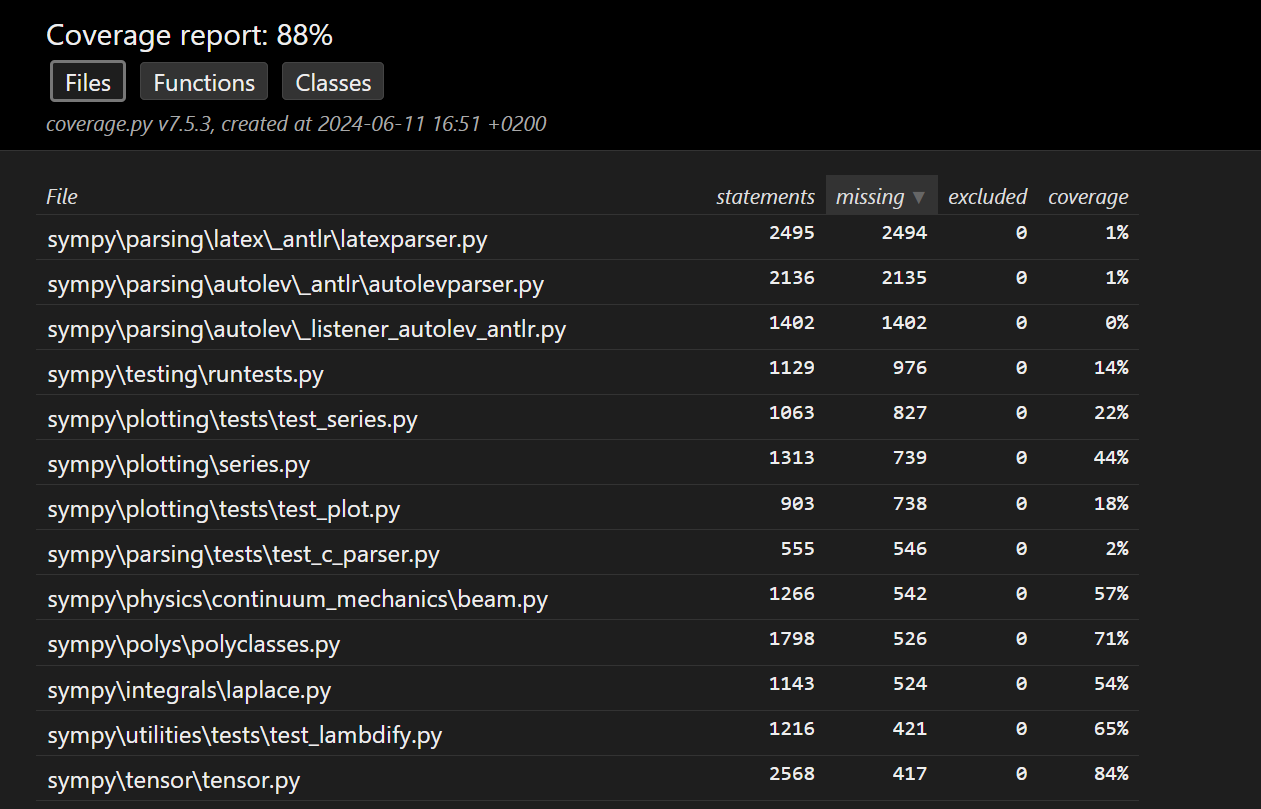 Coverage report: 88%
Files Functions Classes
coverage.py v7.5.3, created at 2024-06-11 16:51 +0200
File statements missing ▼ excluded coverage
sympy\parsing\latex\_antlr\latexparser.py 2495 2494 0 1%
sympy\parsing\autolev\_antlr\autolevparser.py 2136 2135 0 1%
sympy\parsing\autolev\_listener_autolev_antlr.py 1402 1402 0 0%
sympy\testing\runtests.py 1129 976 0 14%
sympy\plotting\tests\test_series.py 1063 827 0 22%
sympy\plotting\series.py 1313 739 0 44%
sympy\plotting\tests\test_plot.py 903 738 0 18%
sympy\parsing\tests\test_c_parser.py 555 546 0 2%
sympy\physics\continuum_mechanics\beam.py 1266 542 0 57%
sympy\polys\polyclasses.py 1798 526 0 71%
sympy\integrals\laplace.py 1143 524 0 54%
sympy\utilities\tests\test_lambdify.py 1216 421 0 65%
sympy\tensor\tensor.py 2568 417 0 84%